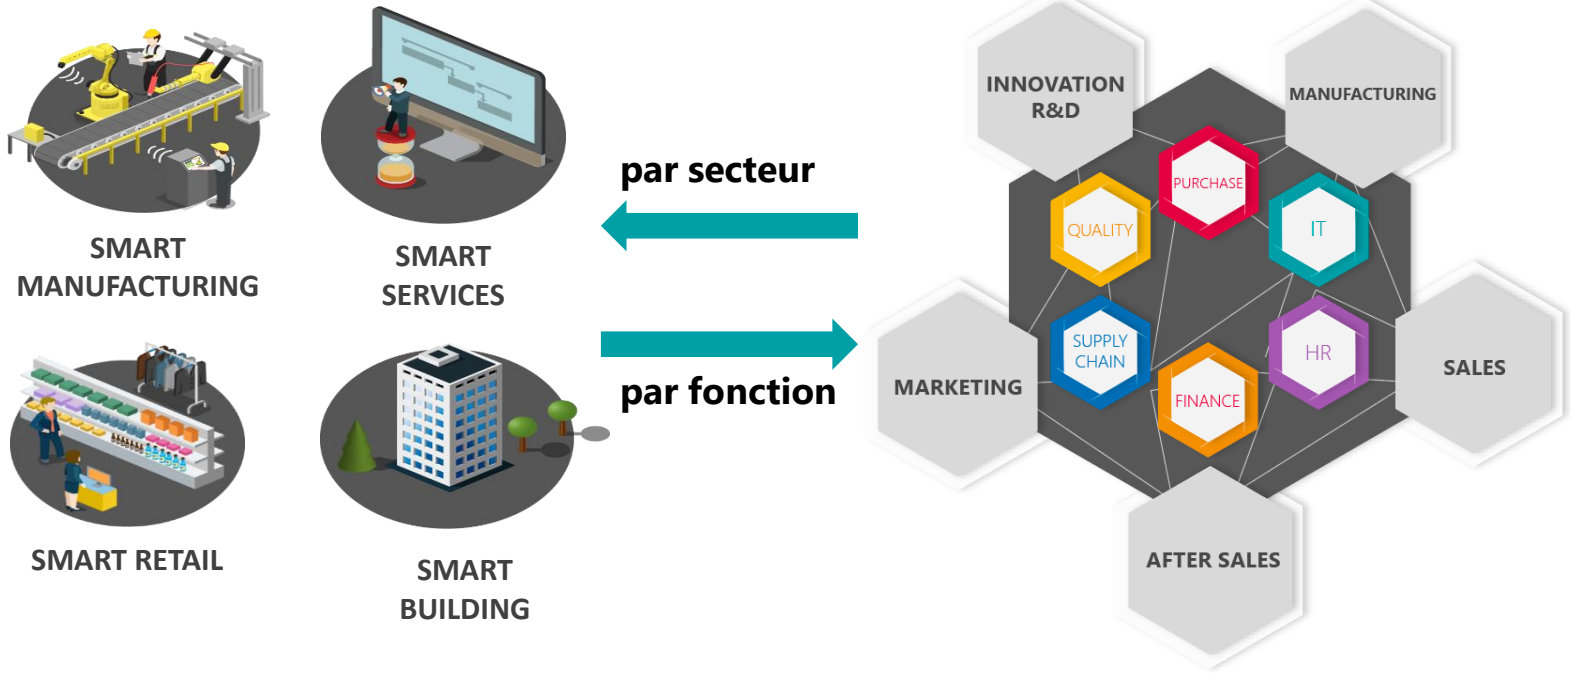 SMART
MANUFACTURING
SMART
SERVICES
SMART RETAIL
SMART
BUILDING
par secteur
par fonction
INNOVATION
R&D
MANUFACTURING
PURCHASE
QUALITY
IT
SUPPLY
CHAIN
HR
FINANCE
MARKETING
SALES
AFTER SALES